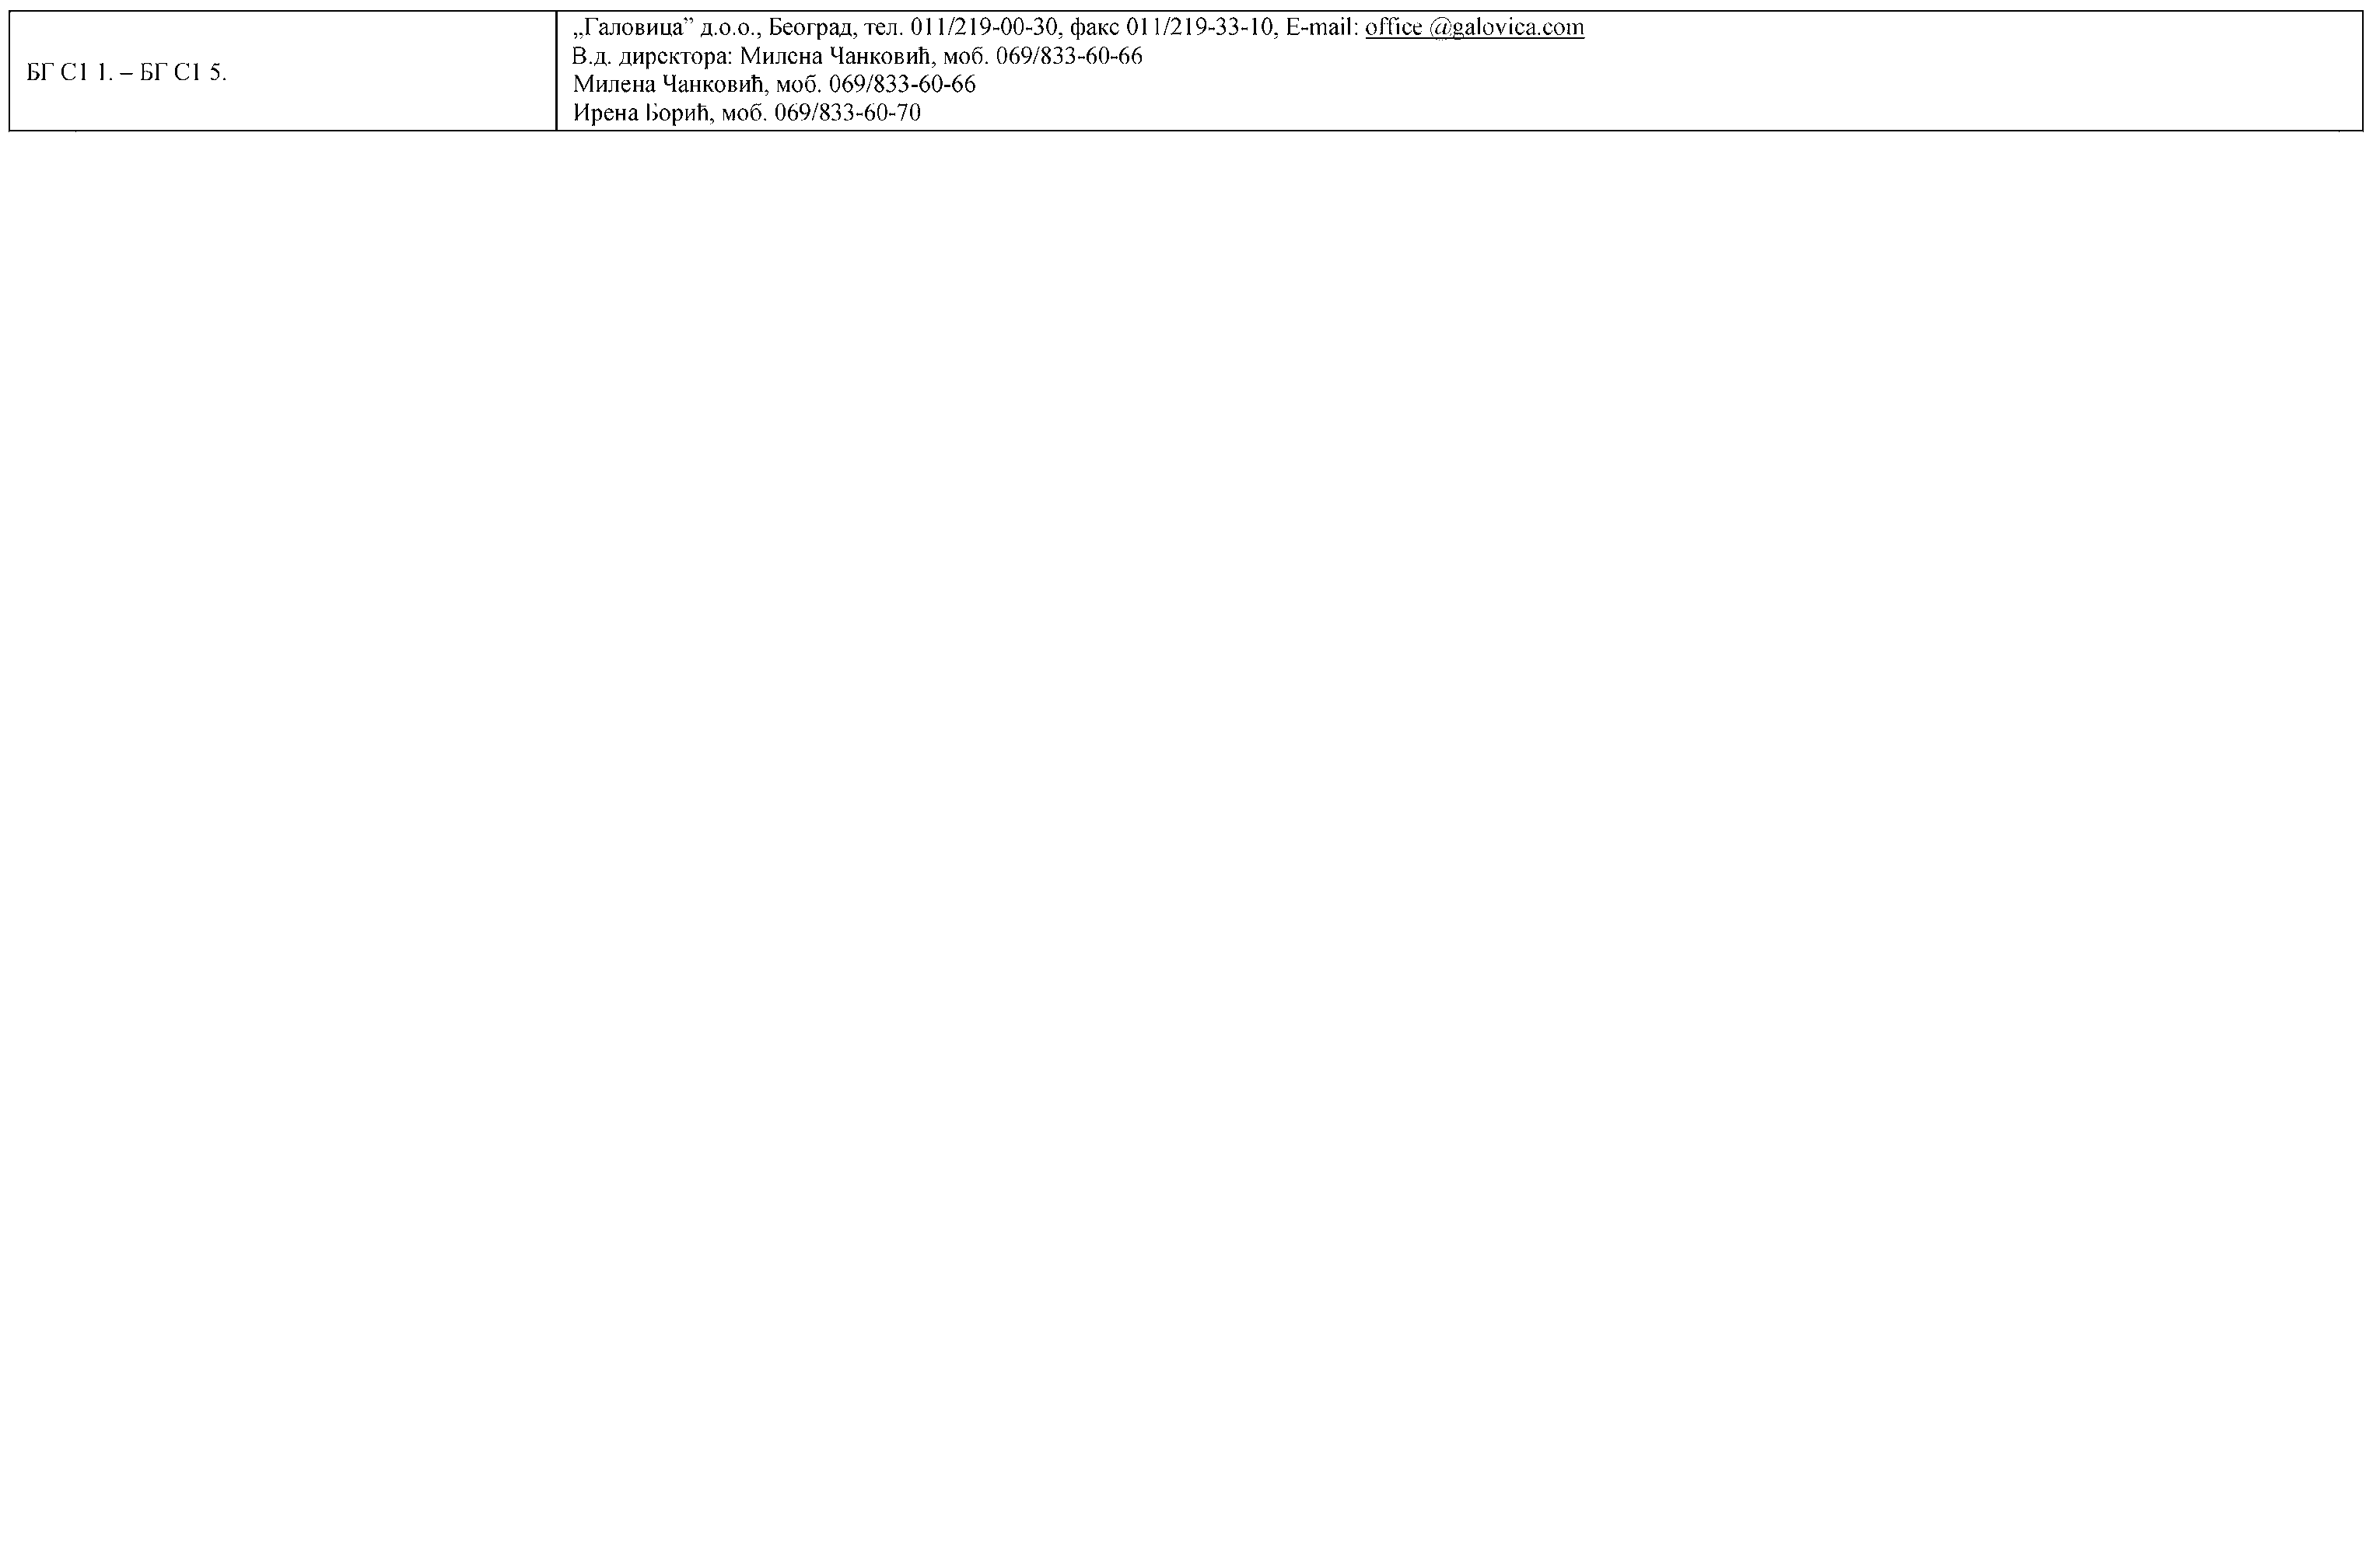 БГ С1 1. – БГ С1 5.
„Галовица” д.о.о., Београд, тел. 011/219-00-30, факс 011/219-33-10, E-mail: office @galovica.com
В.д. директора: Милена Чанковић, моб. 069/833-60-66
Милена Чанковић, моб. 069/833-60-66
Ирена Борић, моб. 069/833-60-70